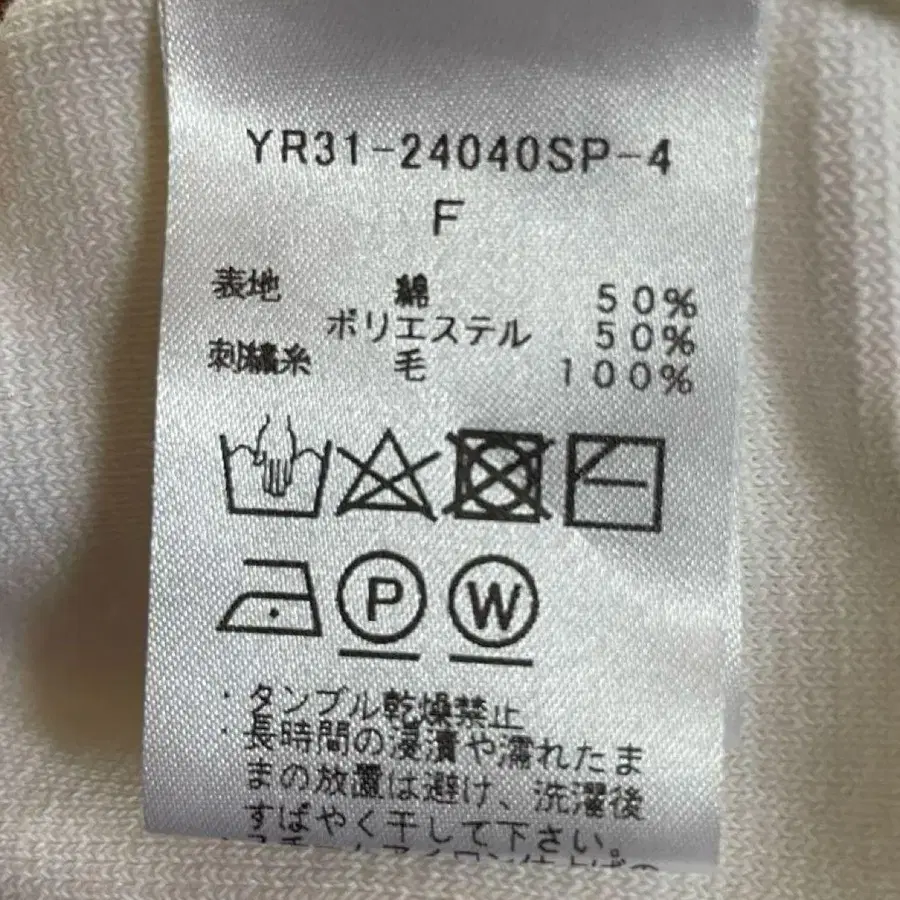 YR31-24040SP-4
F
表地 綿 50%
ポリエステル 50%
刺繍糸 毛 100%
P W
・タンブル乾燥禁止
・長時間の浸漬や濡れたま
まの放置は避け、洗濯後
すばやく干して下さい。